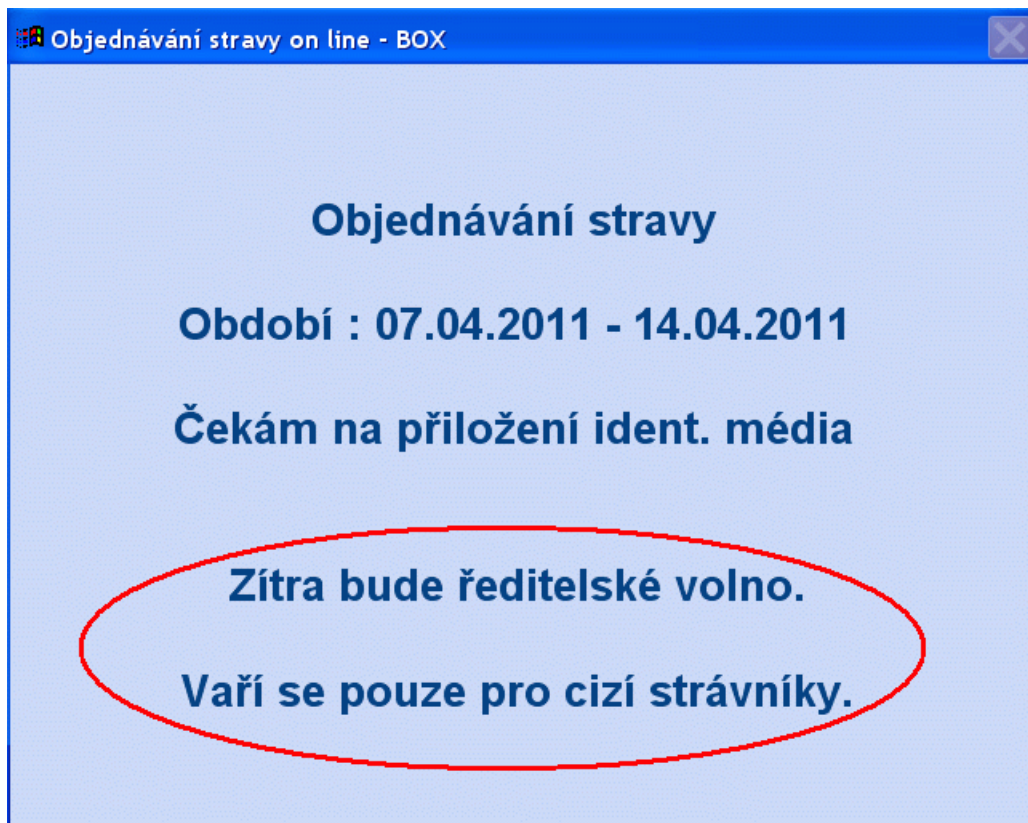 Objednávání stravy on line - BOX
Objednávání stravy
Období : 07.04.2011 - 14.04.2011
Čekám na přiložení ident. média
Zítra bude ředitelské volno.
Vaří se pouze pro cizí strávníky.